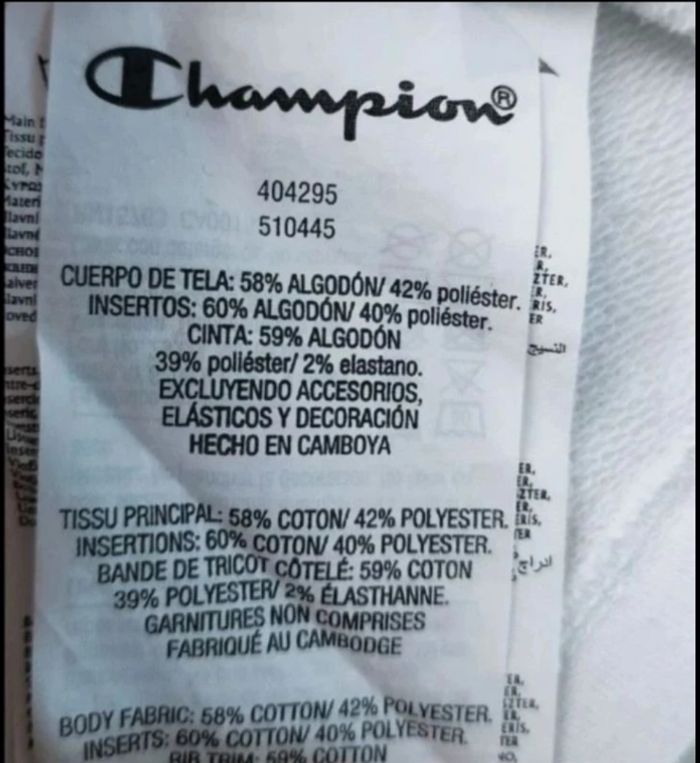 Champion®
404295
510445
CUERPO DE TELA: 58% ALGODÓN/ 42% poliéster.
INSERTOS: 60% ALGODÓN/ 40% poliéster.
CINTA: 59% ALGODÓN
39% poliéster/ 2% elastano.
EXCLUYENDO ACCESORIOS,
ELÁSTICOS Y DECORACIÓN
HECHO EN CAMBOYA
TISSU PRINCIPAL: 58% COTON/ 42% POLYESTER.
INSERTIONS: 60% COTON/ 40% POLYESTER.
BANDE DE TRICOT CÔTELÉ: 59% COTON
39% POLYESTER/ 2% ÉLASTHANNE.
GARNITURES NON COMPRISES
FABRIQUÉ AU CAMBODGE
BODY FABRIC: 58% COTTON/ 42% POLYESTER.
INSERTS: 60% COTTON/ 40% POLYESTER.
RIB TRIM: 59% COTTON